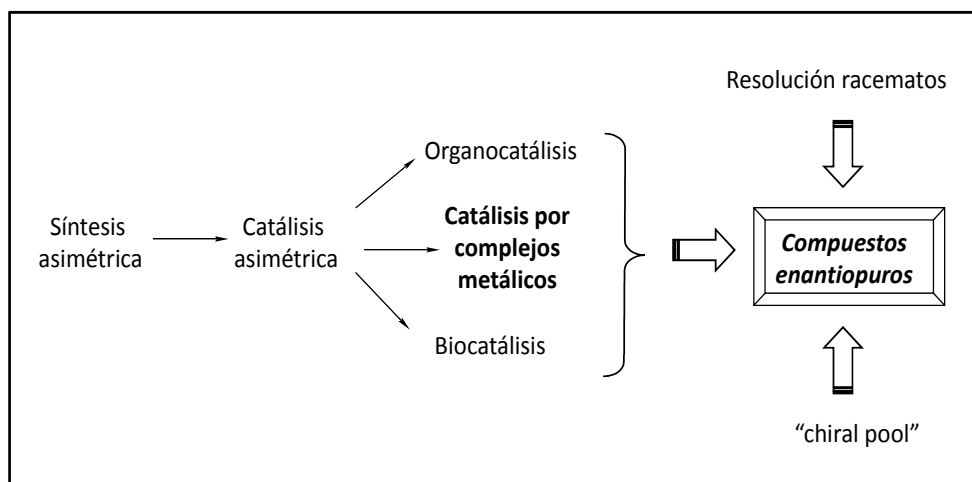 Resolución racematos
Organocatálisis
Síntesis
asimétrica
Catálisis
asimétrica
Catálisis por
complejos
metálicos
Compuestos
enantiopuros
Biocatálisis
“chiral pool”